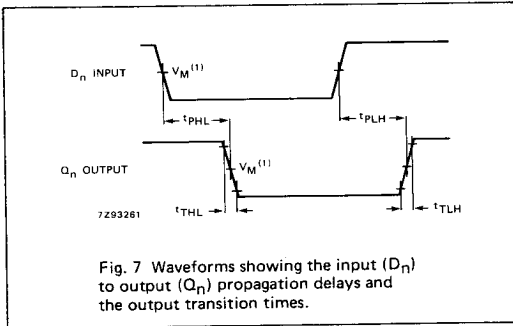 Dn INPUT
VM(1)
tPHL
tPLH
Qn OUTPUT
VM(1)
7Z93261
tTHL
tTLH
Fig. 7 Waveforms showing the input (Dn)
to output (Qn) propagation delays and
the output transition times.